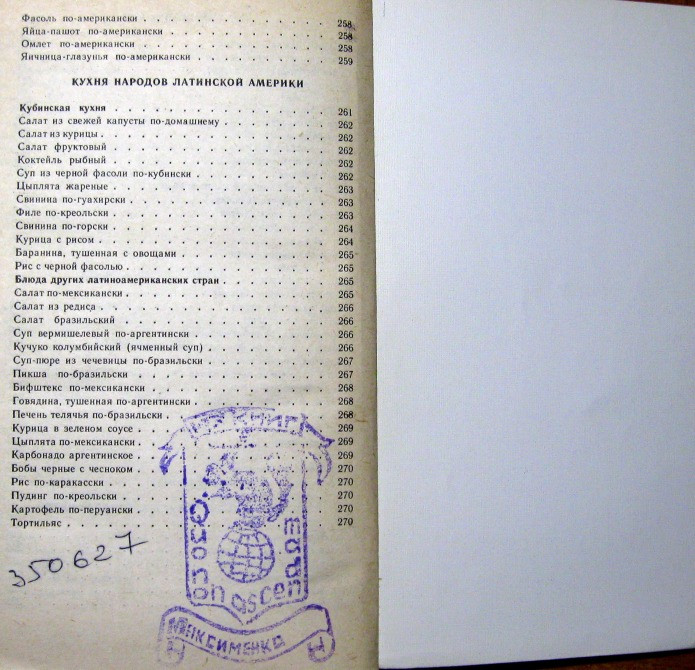 Фасоль по-американски 258
Яйца-пашот по-американски 258
Омлет по-американски 258
Яичница-глазунья по-американски 259
КУХНЯ НАРОДОВ ЛАТИНСКОЙ АМЕРИКИ
Кубинская кухня 261
Салат из свежей капусты по-домашнему 262
Салат из курицы 262
Салат фруктовый 262
Коктейль рыбный 262
Суп из черной фасоли по-кубински 262
Цыплята жареные 263
Свинина по-гуахирски 263
Филе по-креольски 263
Свинина по-горски 264
Курица с рисом 264
Баранина, тушенная с овощами 265
Рис с черной фасолью 265
Блюда других латиноамериканских стран 265
Салат по-мексикански 265
Салат из редиса 266
Салат бразильский 266
Суп вермишелевый по-аргентински 266
Кучуко колумбийский (ячменный суп) 266
Суп-пюре из чечевицы по-бразильски 267
Пикша по-бразильски 267
Бифштекс по-мексикански 268
Говядина, тушенная по-аргентински 268
Печень телячья по-бразильски 268
Курица в зеленом соусе 269
Цыплята по-мексикански 269
Карбонадо аргентинское 269
Бобы черные с чесноком 270
Рис по-каракасски 270
Пудинг по-креольски 270
Картофель по-перуански 270
Тортильяс 270
350627
Максименко